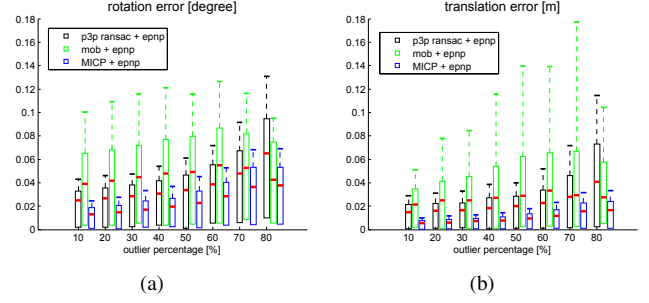 rotation error [degree]
0.18
0.16
0.14
0.12
0.1
0.08
0.06
0.04
0.02
0
p3p ransac + epnp
mob + epnp
MICP + epnp
10 20 30 40 50 60 70 80
outlier percentage [%]
(a)
translation error [m]
0.18
0.16
0.14
0.12
0.1
0.08
0.06
0.04
0.02
0
p3p ransac + epnp
mob + epnp
MICP + epnp
10 20 30 40 50 60 70 80
outlier percentage [%]
(b)